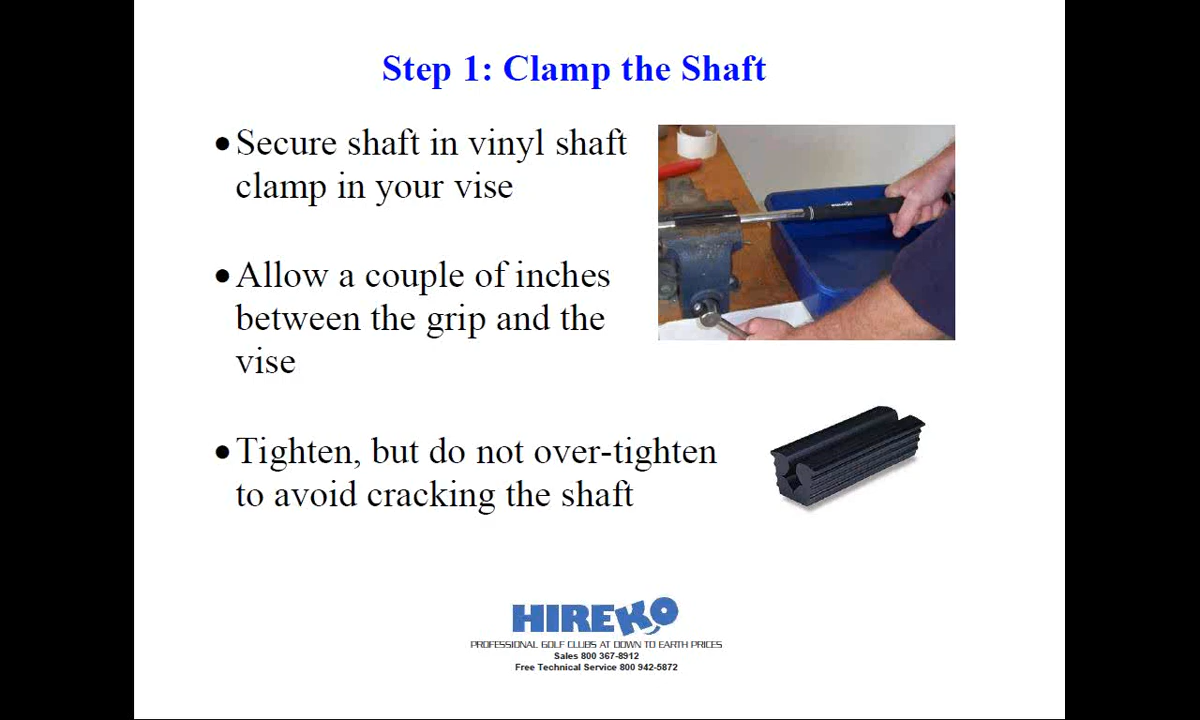 Step 1: Clamp the Shaft
•Secure shaft in vinyl shaft
clamp in your vise
•Allow a couple of inches
between the grip and the
vise
•Tighten, but do not over-tighten
to avoid cracking the shaft
HIREKO
PROFESSIONAL GOLF CLUBS AT DOWN TO EARTH PRICES
Sales 800 367-8912
Free Technical Service 800 942-5872